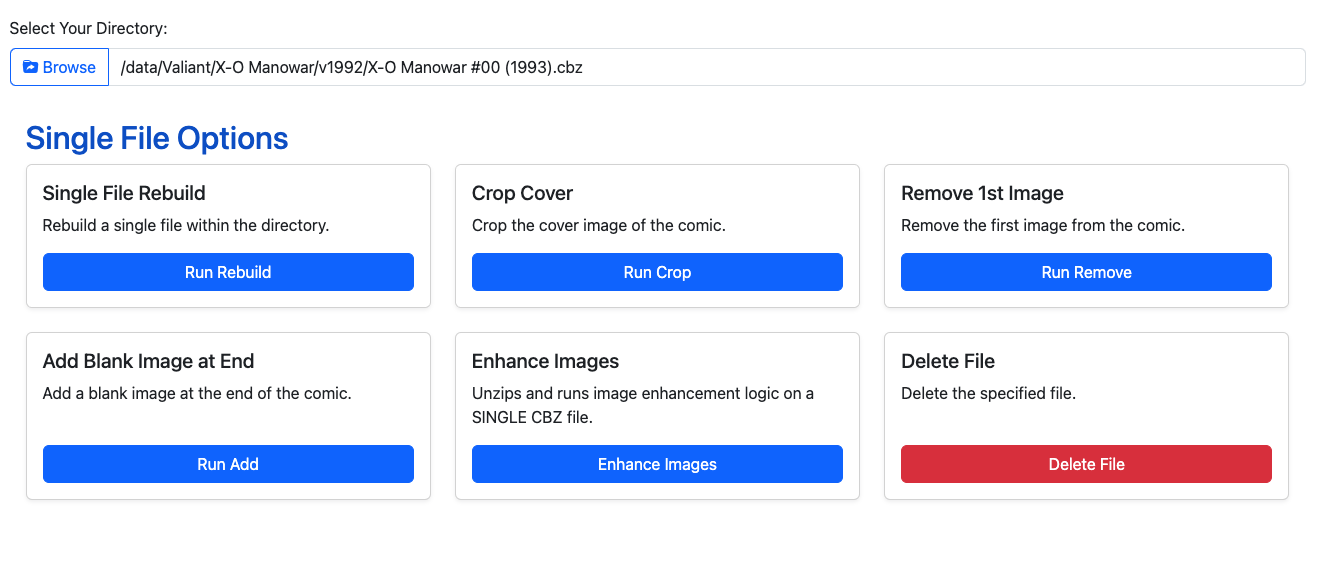 Select Your Directory:
Browse
/data/Valiant/X-O Manowar/v1992/X-O Manowar #00 (1993).cbz
Single File Options
Single File Rebuild
Rebuild a single file within the directory.
Run Rebuild
Crop Cover
Crop the cover image of the comic.
Run Crop
Remove 1st Image
Remove the first image from the comic.
Run Remove
Add Blank Image at End
Add a blank image at the end of the comic.
Run Add
Enhance Images
Unzips and runs image enhancement logic on a
SINGLE CBZ file.
Enhance Images
Delete File
Delete the specified file.
Delete File